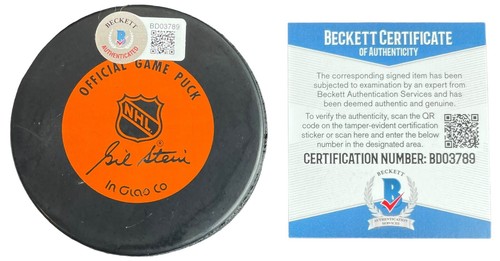 BECKETT
AUTHENTICATED
BD03789
OFFICIAL GAME PUCK
NHL
Gil Stein
In Glas Co
BECKETT CERTIFICATE
OF AUTHENTICITY
The corresponding signed item has been
subjected to examination by an expert from
Beckett Authentication Services and has
been deemed authentic and genuine.
To verify the authenticity, scan the QR
code on the tamper-evident certification
sticker or scan here and enter the below
number in the designated area.
CERTIFICATION NUMBER: BD03789
BECKETT
B
AUTHENTICATION SERVICES